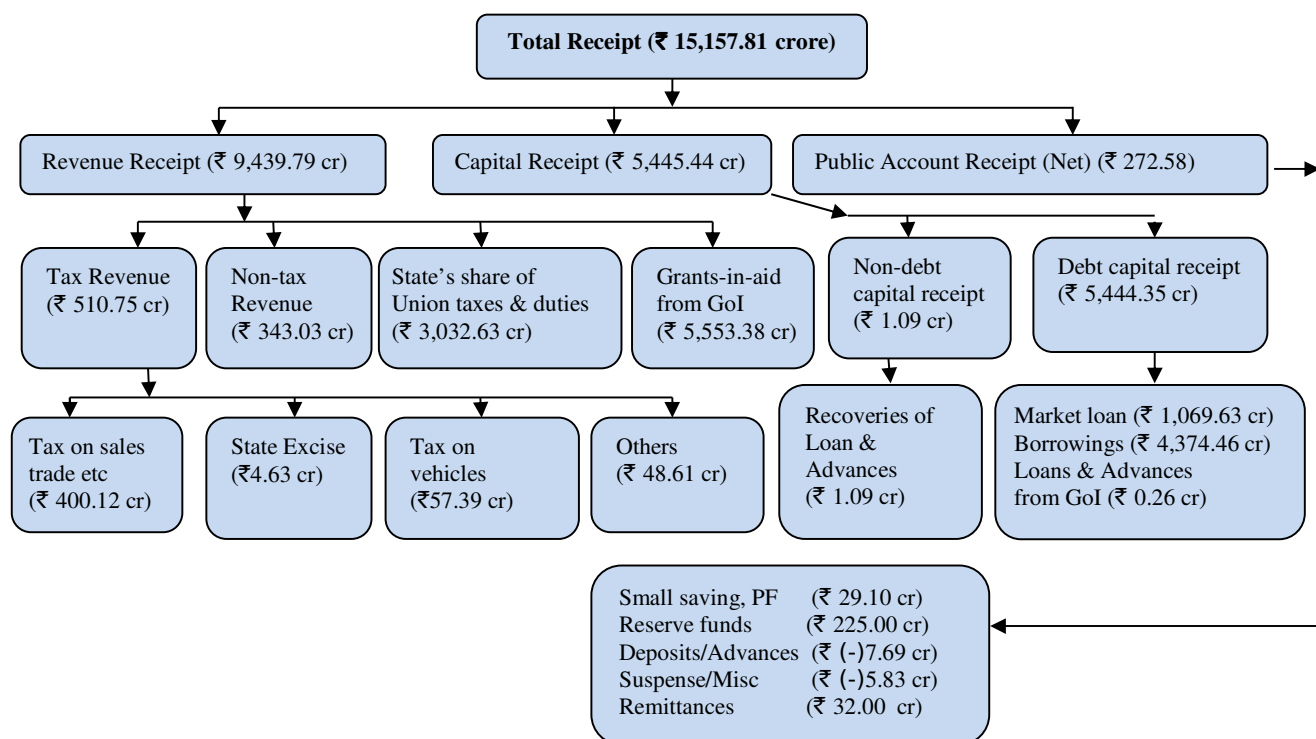 Total Receipt (₹ 15,157.81 crore)
Revenue Receipt (₹ 9,439.79 cr)
Capital Receipt (₹ 5,445.44 cr)
Public Account Receipt (Net) (₹ 272.58)
Tax Revenue
(₹ 510.75 cr)
Non-tax
Revenue
(₹ 343.03 cr)
State’s share of
Union taxes & duties
(₹ 3,032.63 cr)
Grants-in-aid
from GoI
(₹ 5,553.38 cr)
Non-debt
capital receipt
(₹ 1.09 cr)
Debt capital receipt
(₹ 5,444.35 cr)
Tax on sales
trade etc
(₹ 400.12 cr)
State Excise
(₹4.63 cr)
Tax on
vehicles
(₹57.39 cr)
Others
(₹ 48.61 cr)
Recoveries of
Loan &
Advances
(₹ 1.09 cr)
Market loan (₹ 1,069.63 cr)
Borrowings (₹ 4,374.46 cr)
Loans & Advances
from GoI (₹ 0.26 cr)
Small saving, PF (₹ 29.10 cr)
Reserve funds (₹ 225.00 cr)
Deposits/Advances (₹ (-)7.69 cr)
Suspense/Misc (₹ (-)5.83 cr)
Remittances (₹ 32.00 cr)